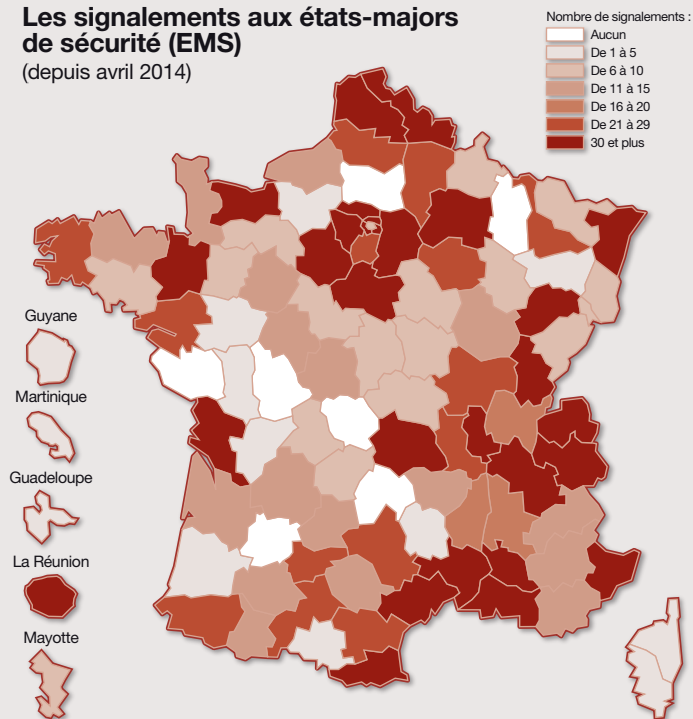 Les signalements aux états-majors
de sécurité (EMS)
(depuis avril 2014)
Nombre de signalements :
Aucun
De 1 à 5
De 6 à 10
De 11 à 15
De 16 à 20
De 21 à 29
30 et plus
Guyane
Martinique
Guadeloupe
La Réunion
Mayotte